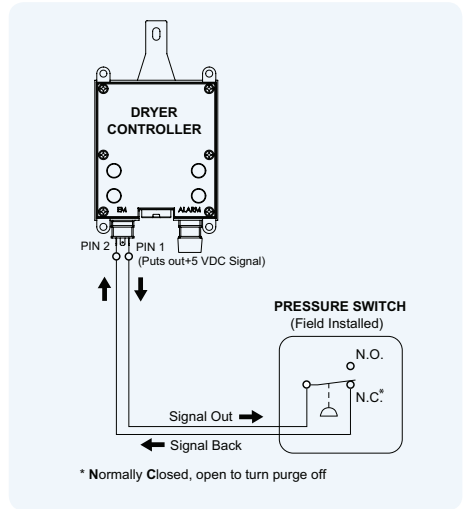 DRYER
CONTROLLER
EM
ALARM
PIN 2
PIN 1
(Puts out+5 VDC Signal)
PRESSURE SWITCH
(Field Installed)
N.O.
N.C.*
Signal Out
Signal Back
* Normally Closed, open to turn purge off